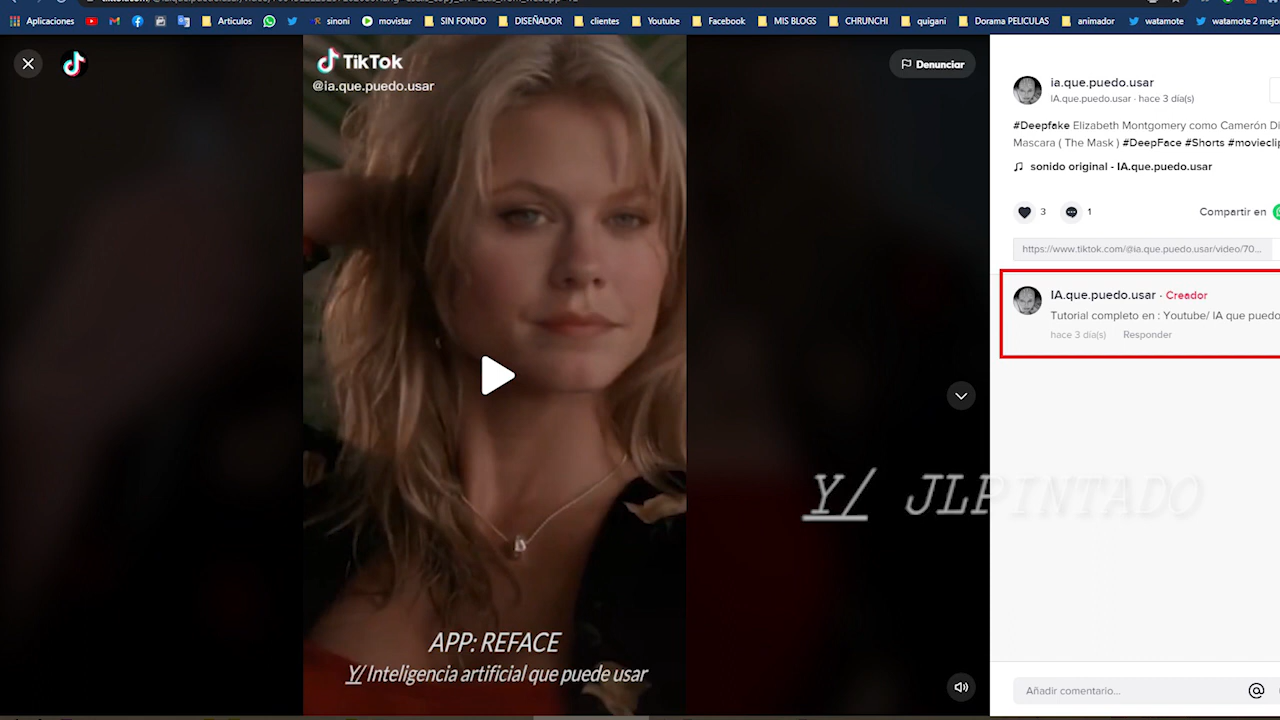 Aplicaciones Articulos sinoni movistar SIN FONDO DISEÑADOR clientes Youtube Facebook MIS BLOGS CHRUNCHI quigani Dorama PELICULAS animador watamote watamote 2 mejo
TikTok
@ia.que.puedo.usar
Denunciar
ia.que.puedo.usar
IA.que.puedo.usar · hace 3 día(s)
#Deepfake Elizabeth Montgomery como Camerón Di
Mascara ( The Mask ) #DeepFace #Shorts #movieclip
sonido original - IA.que.puedo.usar
3 1 Compartir en
https://www.tiktok.com/@ia.que.puedo.usar/video/70...
IA.que.puedo.usar · Creador
Tutorial completo en : Youtube/ IA que puedo
hace 3 día(s) Responder
Y/ JLPINTADO
APP: REFACE
Y/ Inteligencia artificial que puede usar
Añadir comentario...